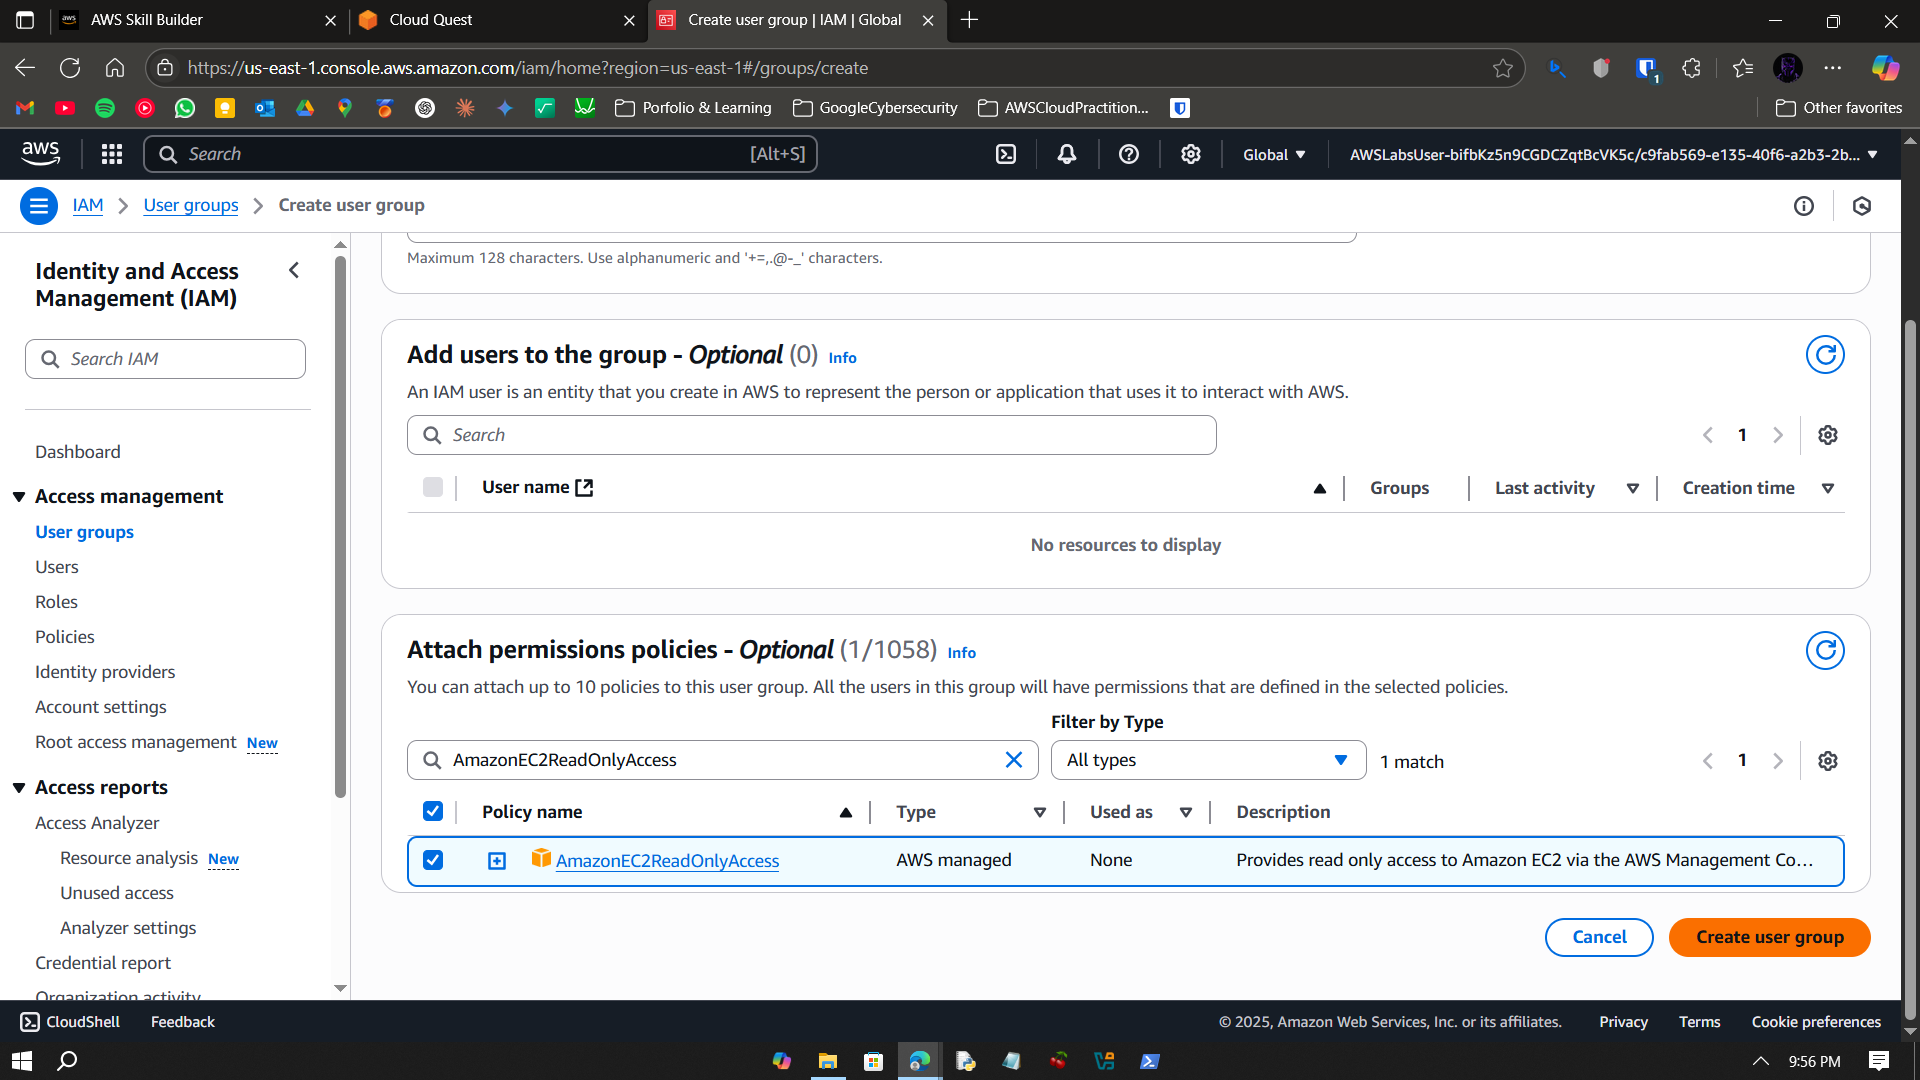 AWS Skill Builder
Cloud Quest
Create user group | IAM | Global
https://us-east-1.console.aws.amazon.com/iam/home?region=us-east-1#/groups/create
1
Porfolio & Learning
GoogleCybersecurity
AWSCloudPractition...
Other favorites
aws
Search
[Alt+S]
Global
AWSLabsUser-bifbKz5n9CGDCZqtBcVK5c/c9fab569-e135-40f6-a2b3-2b...
IAM
User groups
Create user group
Identity and Access
Management (IAM)
Search IAM
Dashboard
Access management
User groups
Users
Roles
Policies
Identity providers
Account settings
Root access management New
Access reports
Access Analyzer
Resource analysis New
Unused access
Analyzer settings
Credential report
Organization activity
Maximum 128 characters. Use alphanumeric and '+=,.@-_' characters.
Add users to the group - Optional (0) Info
An IAM user is an entity that you create in AWS to represent the person or application that uses it to interact with AWS.
Search
1
User name
Groups
Last activity
Creation time
No resources to display
Attach permissions policies - Optional (1/1058) Info
You can attach up to 10 policies to this user group. All the users in this group will have permissions that are defined in the selected policies.
Filter by Type
AmazonEC2ReadOnlyAccess
All types
1 match
1
Policy name
Type
Used as
Description
AmazonEC2ReadOnlyAccess
AWS managed
None
Provides read only access to Amazon EC2 via the AWS Management Co...
Cancel
Create user group
CloudShell
Feedback
© 2025, Amazon Web Services, Inc. or its affiliates.
Privacy
Terms
Cookie preferences
9:56 PM